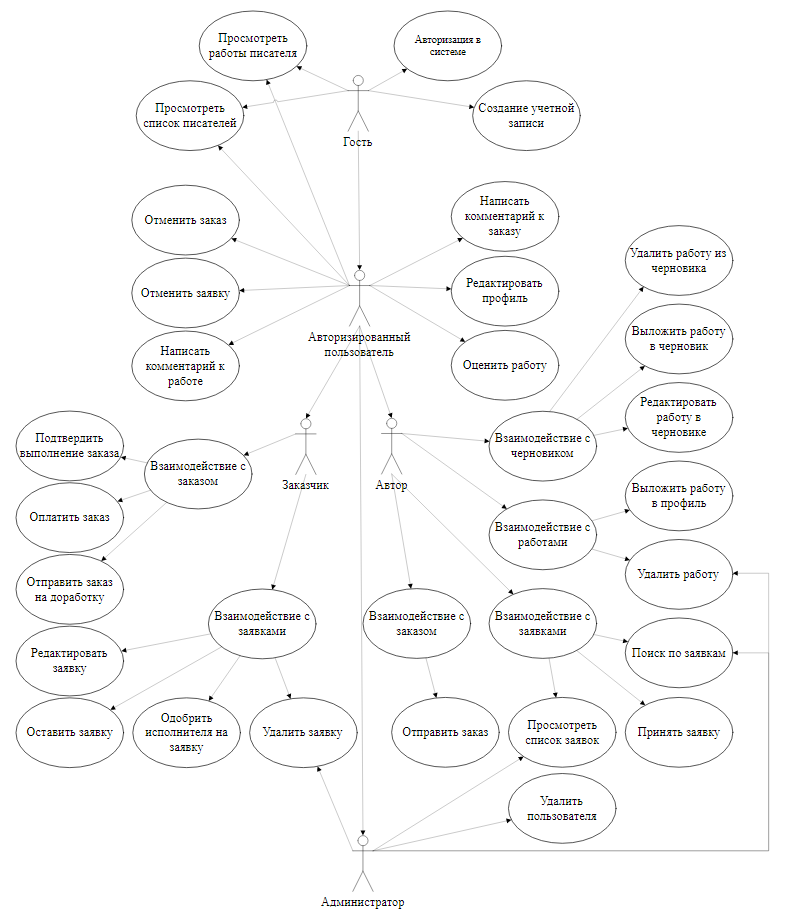 Просмотреть
работы писателя
Авторизация в
системе
Просмотреть
список писателей
Создание учетной
записи
Гость
Написать
комментарий к
заказу
Отменить заказ
Удалить работу из
черновика
Отменить заявку
Редактировать
профиль
Авторизированный
пользователь
Выложить работу
в черновик
Написать
комментарий к
работе
Оценить работу
Редактировать
работу в
черновике
Подтвердить
выполнение заказа
Взаимодействие с
заказом
Заказчик
Автор
Взаимодействие с
черновиком
Выложить работу
в профиль
Оплатить заказ
Взаимодействие с
работами
Отправить заказ
на доработку
Удалить работу
Взаимодействие с
заявками
Взаимодействие с
заказом
Взаимодействие с
заявками
Редактировать
заявку
Поиск по заявкам
Оставить заявку
Одобрить
исполнителя на
заявку
Удалить заявку
Отправить заказ
Просмотреть
список заявок
Принять заявку
Удалить
пользователя
Администратор